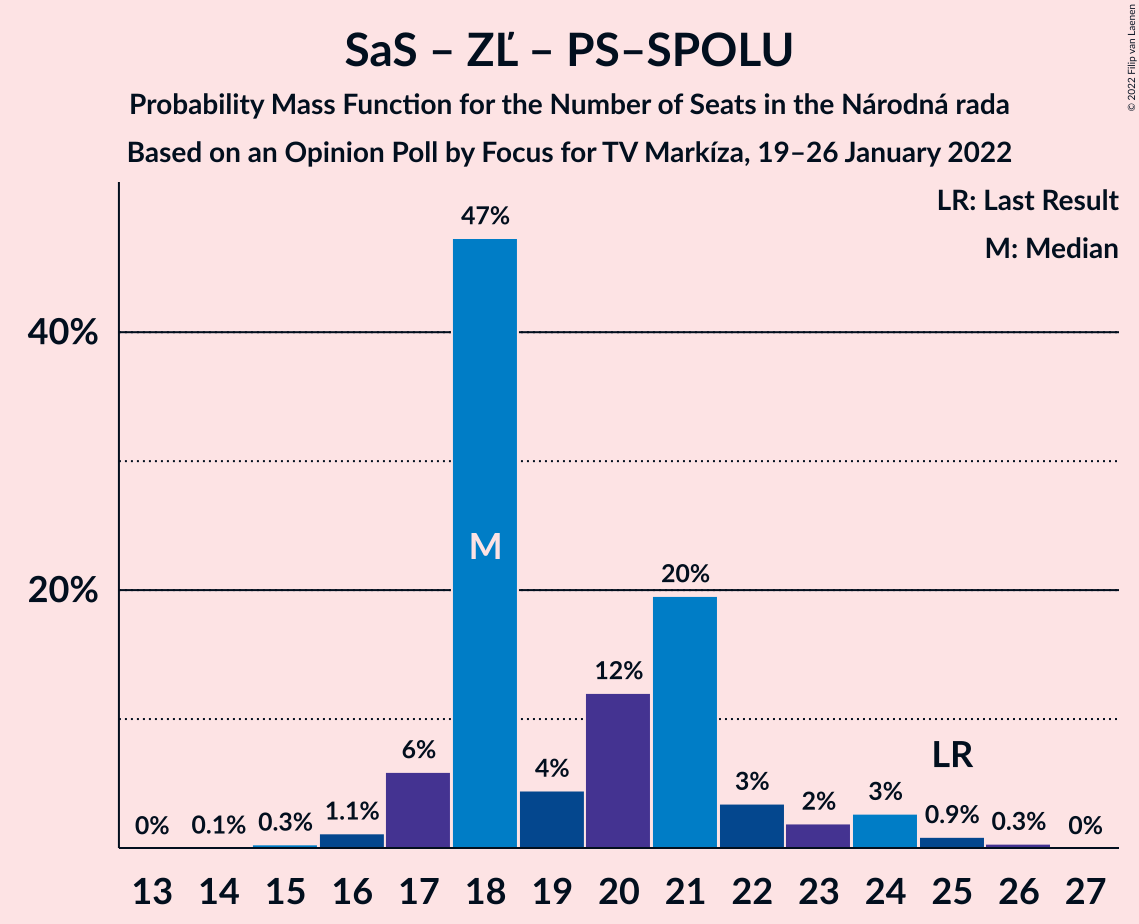 SaS – ZĽ – PS–SPOLU
Probability Mass Function for the Number of Seats in the Národná rada
Based on an Opinion Poll by Focus for TV Markíza, 19–26 January 2022
© 2022 Filip van Laenen
LR: Last Result
M: Median
47%
40%
M
20%
20%
12%
LR
6%
4%
3%
3%
2%
0%
0.1%
0.3%
1.1%
0.9%
0.3%
0%
13 14 15 16 17 18 19 20 21 22 23 24 25 26 27